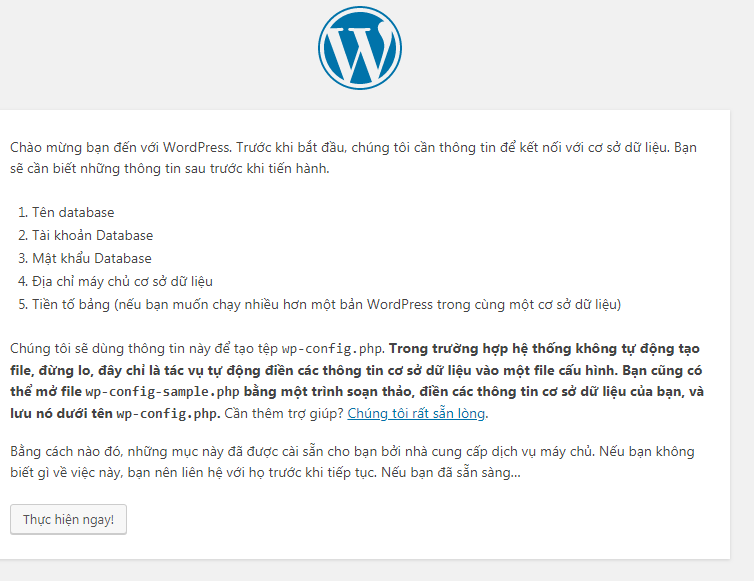 Chào mừng bạn đến với WordPress. Trước khi bắt đầu, chúng tôi cần thông tin để kết nối với cơ sở dữ liệu. Bạn
sẽ cần biết những thông tin sau trước khi tiến hành.
1. Tên database
2. Tài khoản Database
3. Mật khẩu Database
4. Địa chỉ máy chủ cơ sở dữ liệu
5. Tiền tố bảng (nếu bạn muốn chạy nhiều hơn một bản WordPress trong cùng một cơ sở dữ liệu)
Chúng tôi sẽ dùng thông tin này để tạo tệp wp-config.php. Trong trường hợp hệ thống không tự động tạo
file, đừng lo, đây chỉ là tác vụ tự động điền các thông tin cơ sở dữ liệu vào một file cấu hình. Bạn cũng có
thể mở file wp-config-sample.php bằng một trình soạn thảo, điền các thông tin cơ sở dữ liệu của bạn, và
lưu nó dưới tên wp-config.php. Cần thêm trợ giúp? Chúng tôi rất sẵn lòng.
Bằng cách nào đó, những mục này đã được cài sẵn cho bạn bởi nhà cung cấp dịch vụ máy chủ. Nếu bạn không
biết gì về việc này, bạn nên liên hệ với họ trước khi tiếp tục. Nếu bạn đã sẵn sàng...
Thực hiện ngay!